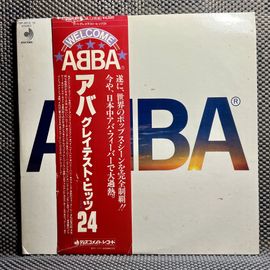 WELCOME
ABBA
アバ
グレイテスト・ヒッツ
24
遂に、世界のポップス・シーンを完全制覇!!
今や、日本中アバ・フィーバーで大過熱。
ABBA®
ディスコメイトレコード